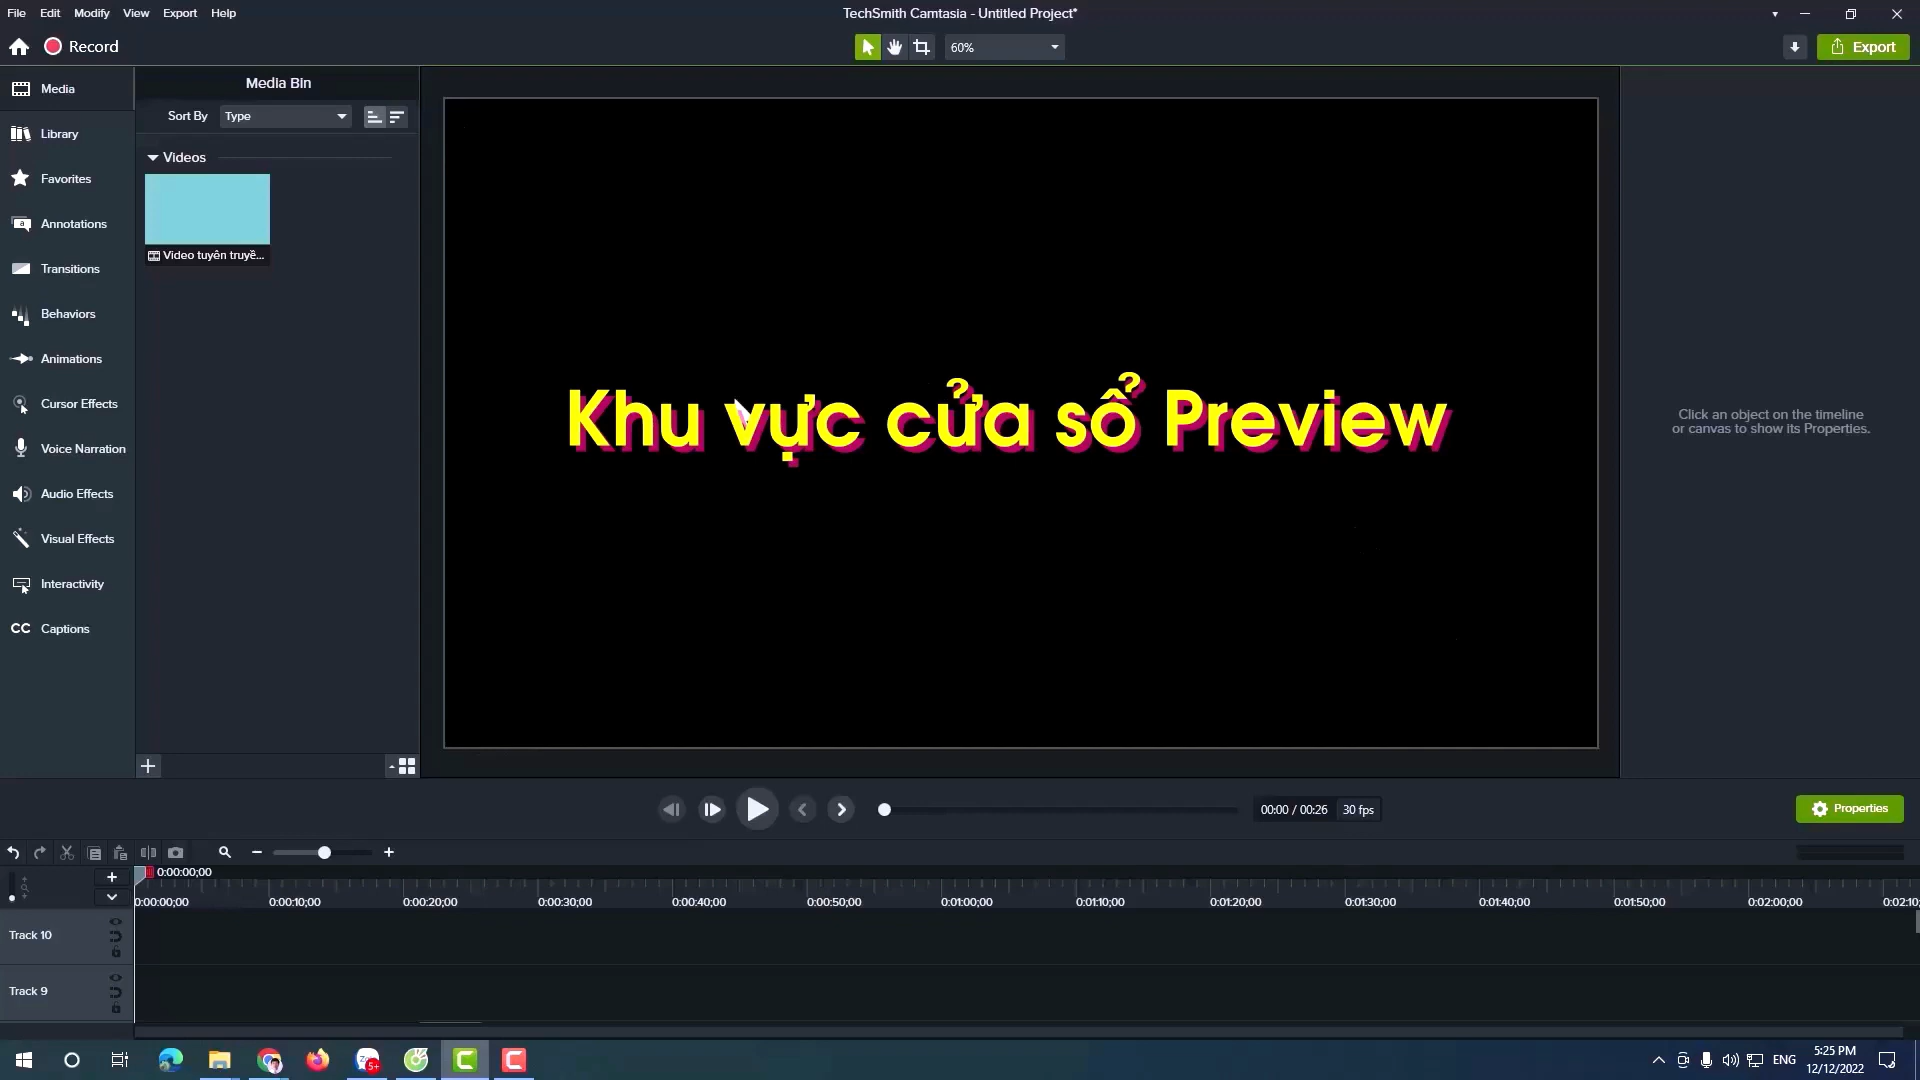 File Edit Modify View Export Help
TechSmith Camtasia - Untitled Project*
Record
60%
Export
Media
Library
Favorites
Annotations
Transitions
Behaviors
Animations
Cursor Effects
Voice Narration
Audio Effects
Visual Effects
Interactivity
CC Captions
Media Bin
Sort By Type
Videos
Video tuyên truyề...
Khu vực cửa sổ Preview
Click an object on the timeline
or canvas to show its Properties.
00:00 / 00:26 30 fps
Properties
0:00:00;00
0:00:00;00 0:00:10;00 0:00:20;00 0:00:30;00 0:00:40;00 0:00:50;00 0:01:00;00 0:01:10;00 0:01:20;00 0:01:30;00 0:01:40;00 0:01:50;00 0:02:00;00 0:02:10;
Track 10
Track 9
5+
ENG
5:25 PM
12/12/2022